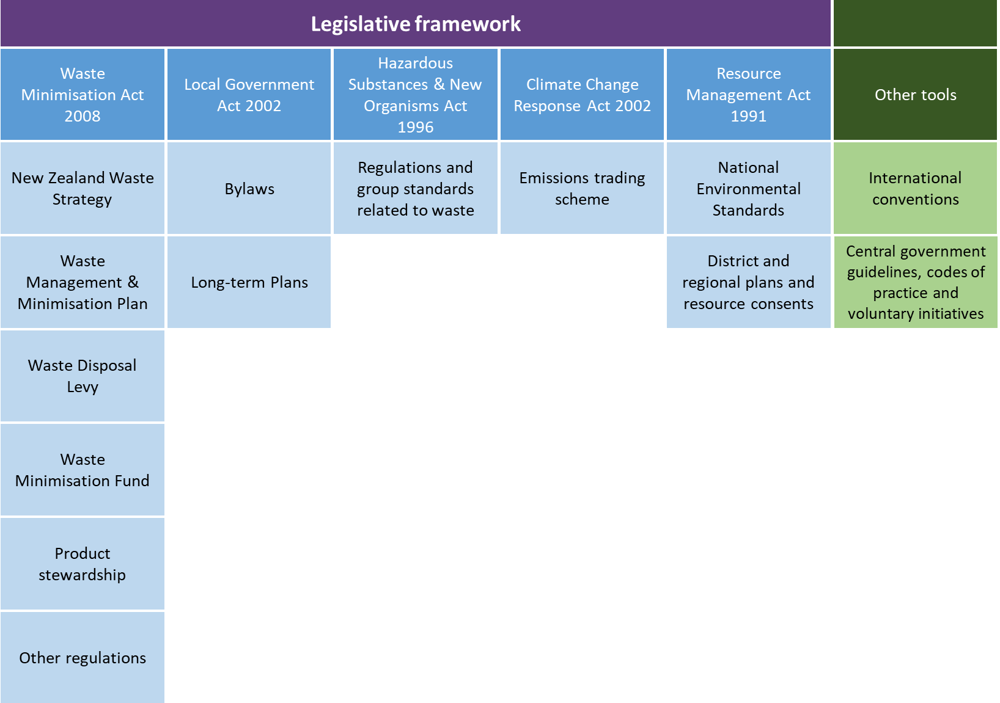 Legislative framework
Waste
Minimisation Act
2008
Local Government
Act 2002
Hazardous
Substances & New
Organisms Act
1996
Climate Change
Response Act 2002
Resource
Management Act
1991
Other tools
New Zealand Waste
Strategy
Bylaws
Regulations and
group standards
related to waste
Emissions trading
scheme
National
Environmental
Standards
International
conventions
Waste
Management &
Minimisation Plan
Long-term Plans
District and
regional plans and
resource consents
Central government
guidelines, codes of
practice and
voluntary initiatives
Waste Disposal
Levy
Waste
Minimisation Fund
Product
stewardship
Other regulations